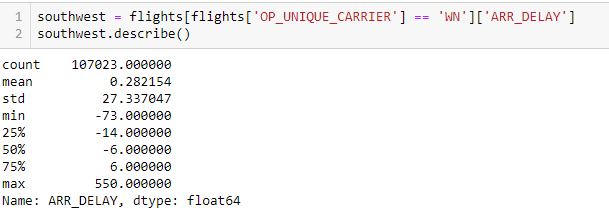 1 southwest = flights[flights['OP_UNIQUE_CARRIER'] == 'WN']['ARR_DELAY']
2 southwest.describe()
count 107023.000000
mean 0.282154
std 27.337047
min -73.000000
25% -14.000000
50% -6.000000
75% 6.000000
max 550.000000
Name: ARR_DELAY, dtype: float64